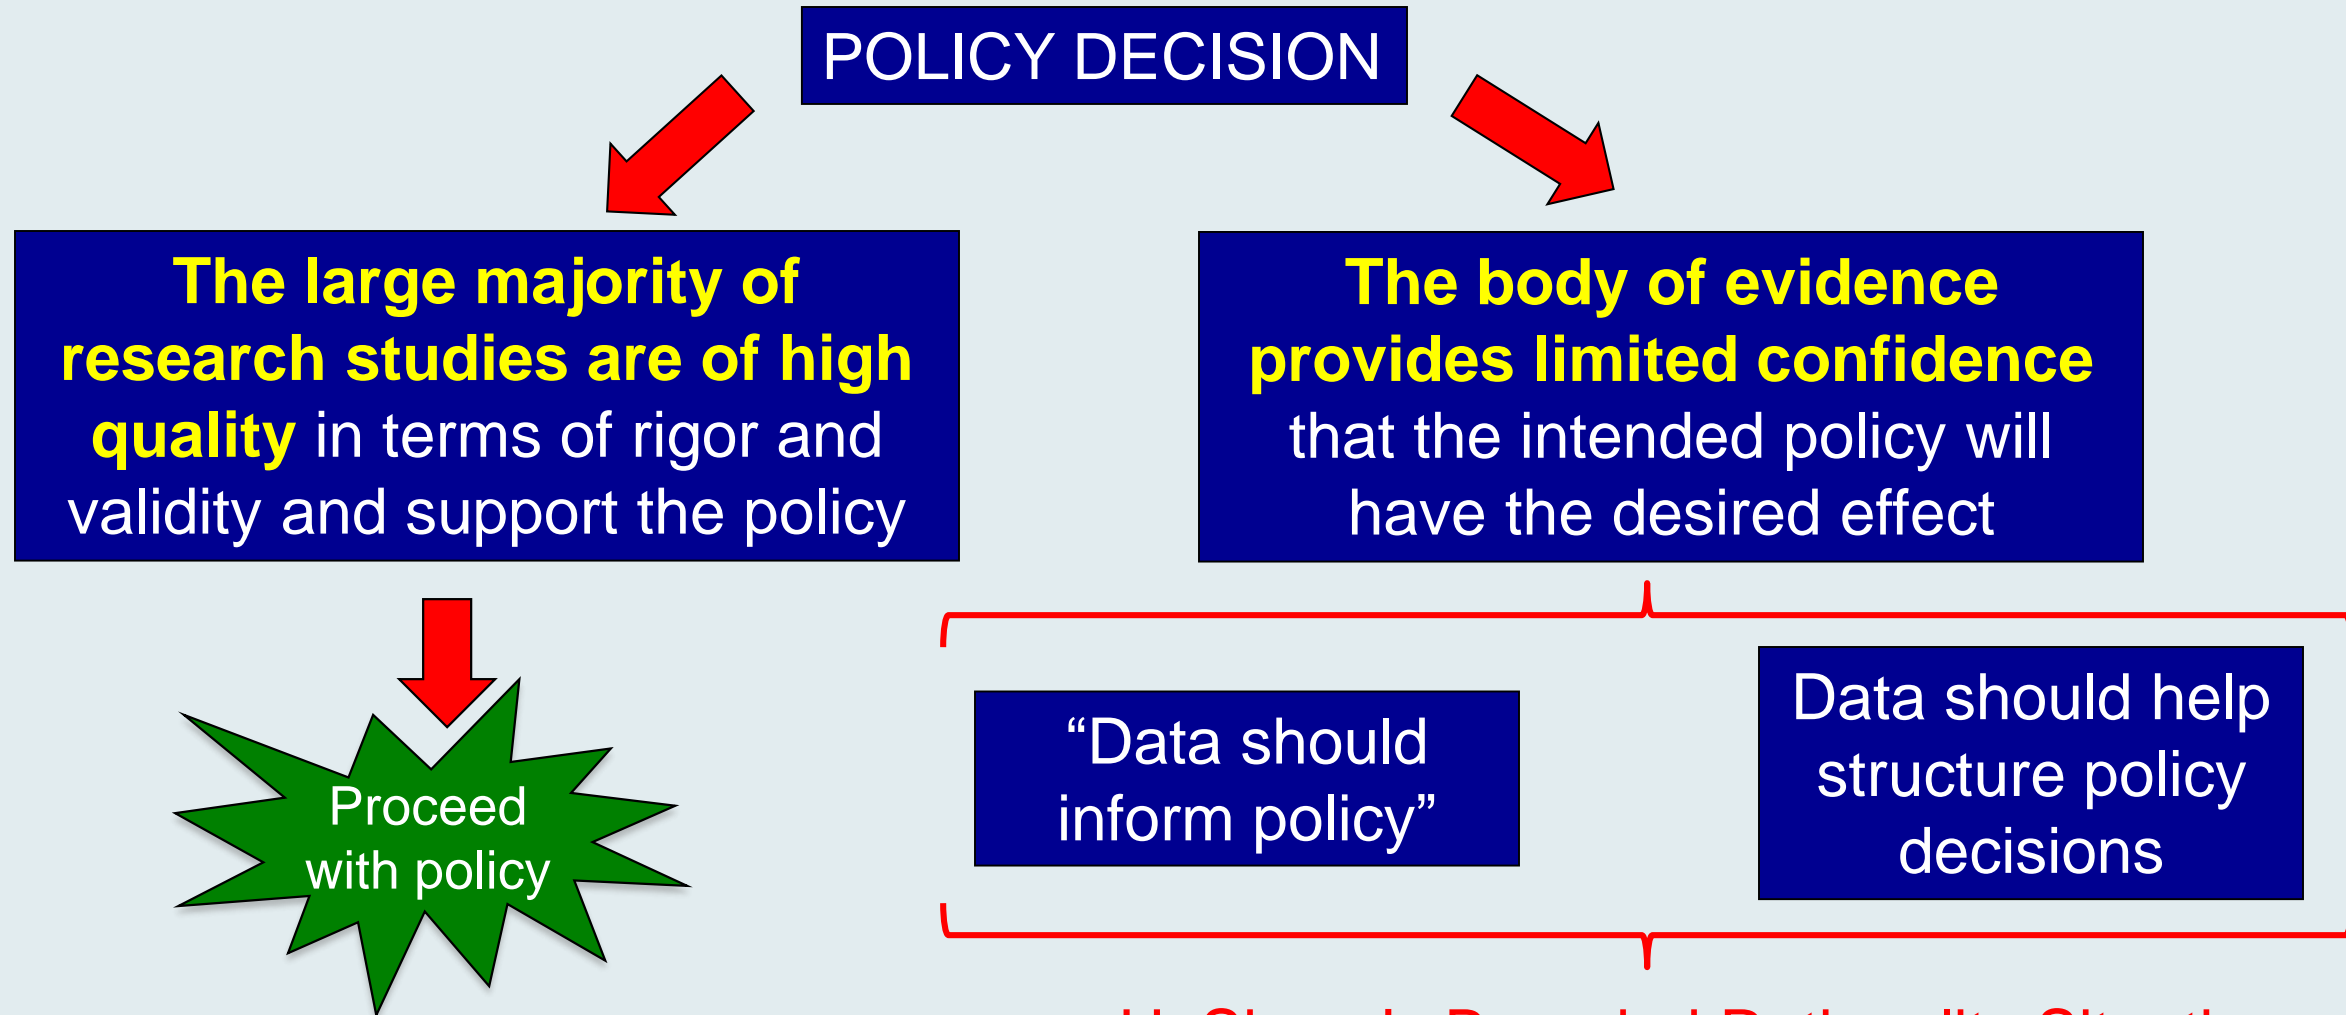 POLICY DECISION
The large majority of
research studies are of high
quality in terms of rigor and
validity and support the policy
The body of evidence
provides limited confidence
that the intended policy will
have the desired effect
Proceed
with policy
“Data should
inform policy”
Data should help
structure policy
decisions